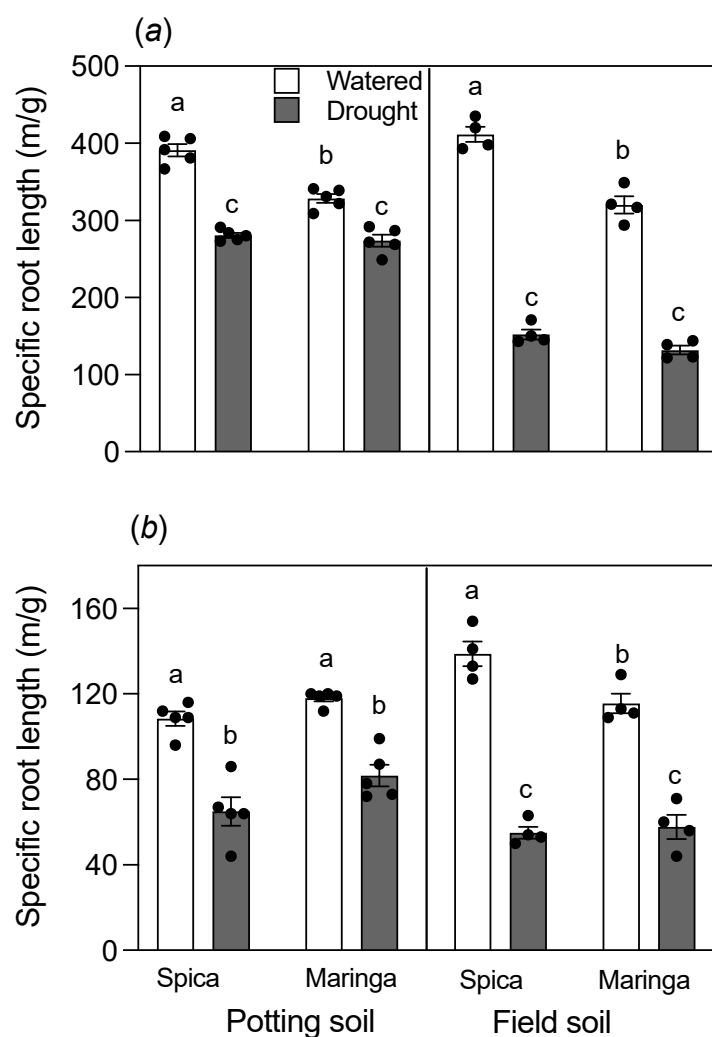 (a)
Specific root length (m/g)
500
400
300
200
100
0
Watered
Drought
a
c
b
c
a
c
b
c
(b)
Specific root length (m/g)
160
120
80
40
0
a
b
a
b
a
c
b
c
Spica Maringa Spica Maringa
Potting soil Field soil